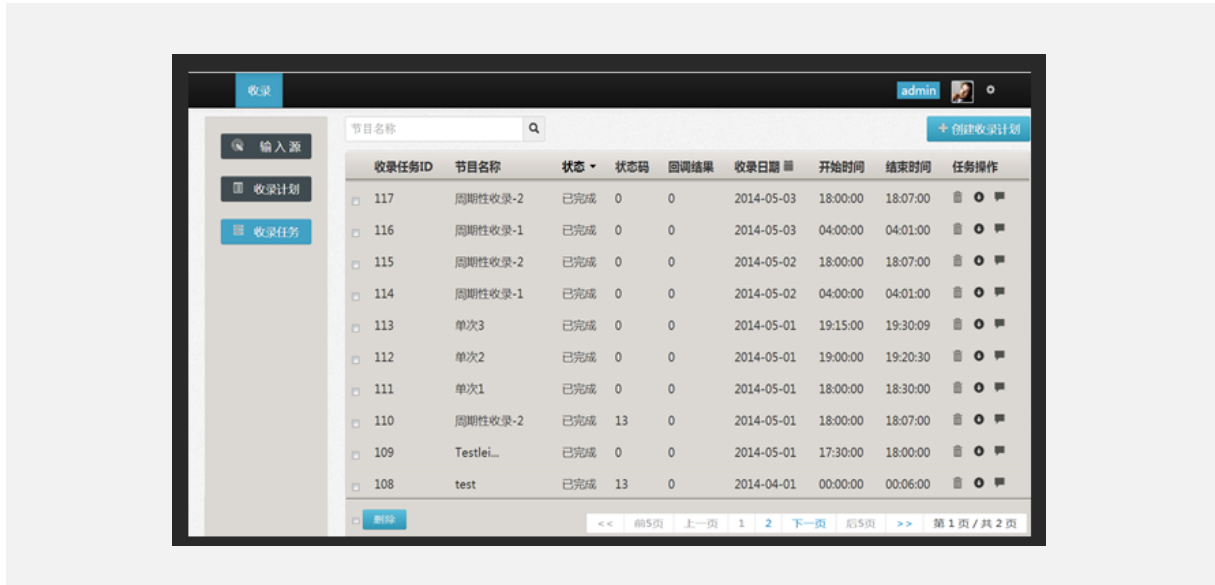 收录 admin
节目名称 创建收录计划
输入源
收录计划
收录任务
收录任务ID 节目名称 状态 状态码 回调结果 收录日期 开始时间 结束时间 任务操作
117 周期性收录-2 已完成 0 0 2014-05-03 18:00:00 18:07:00
116 周期性收录-1 已完成 0 0 2014-05-03 04:00:00 04:01:00
115 周期性收录-2 已完成 0 0 2014-05-02 18:00:00 18:07:00
114 周期性收录-1 已完成 0 0 2014-05-02 04:00:00 04:01:00
113 单次3 已完成 0 0 2014-05-01 19:15:00 19:30:09
112 单次2 已完成 0 0 2014-05-01 19:00:00 19:20:30
111 单次1 已完成 0 0 2014-05-01 18:00:00 18:30:00
110 周期性收录-2 已完成 13 0 2014-05-01 18:00:00 18:07:00
109 Testlei... 已完成 0 0 2014-05-01 17:30:00 18:00:00
108 test 已完成 13 0 2014-04-01 00:00:00 00:06:00
删除 << 前5页 上一页 1 2 下一页 后5页 >> 第 1 页 / 共 2 页